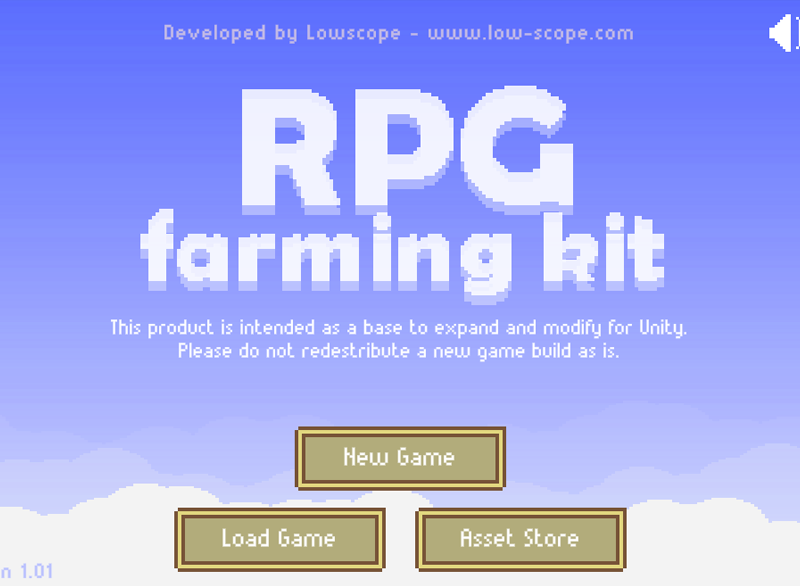 Developed by Lowscope - www.low-scope.com
RPG
farming kit
This product is intended as a base to expand and modify for Unity.
Please do not redestribute a new game build as is.
New Game
Load Game
Asset Store
n 1.01